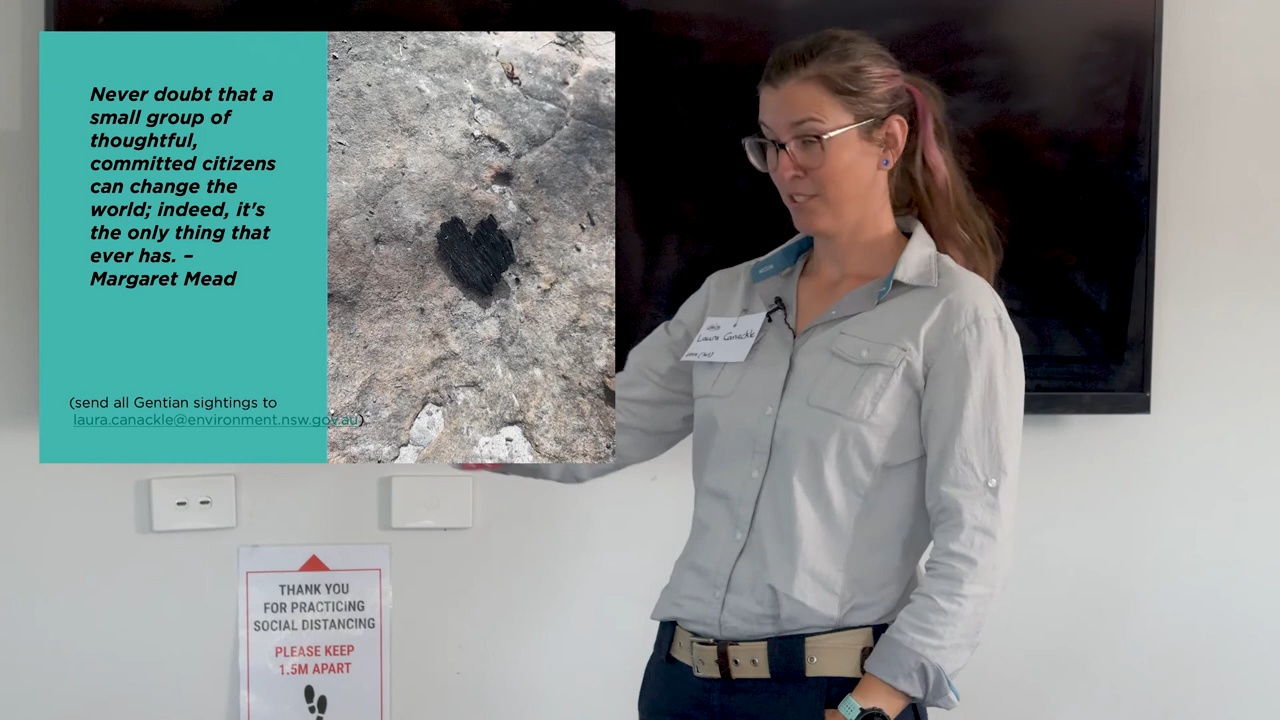 Never doubt that a
small group of
thoughtful,
committed citizens
can change the
world; indeed, it's
the only thing that
ever has. –
Margaret Mead
(send all Gentian sightings to
laura.canackle@environment.nsw.gov.au)
Laura Canackle
THANK YOU
FOR PRACTICING
SOCIAL DISTANCING
PLEASE KEEP
1.5M APART